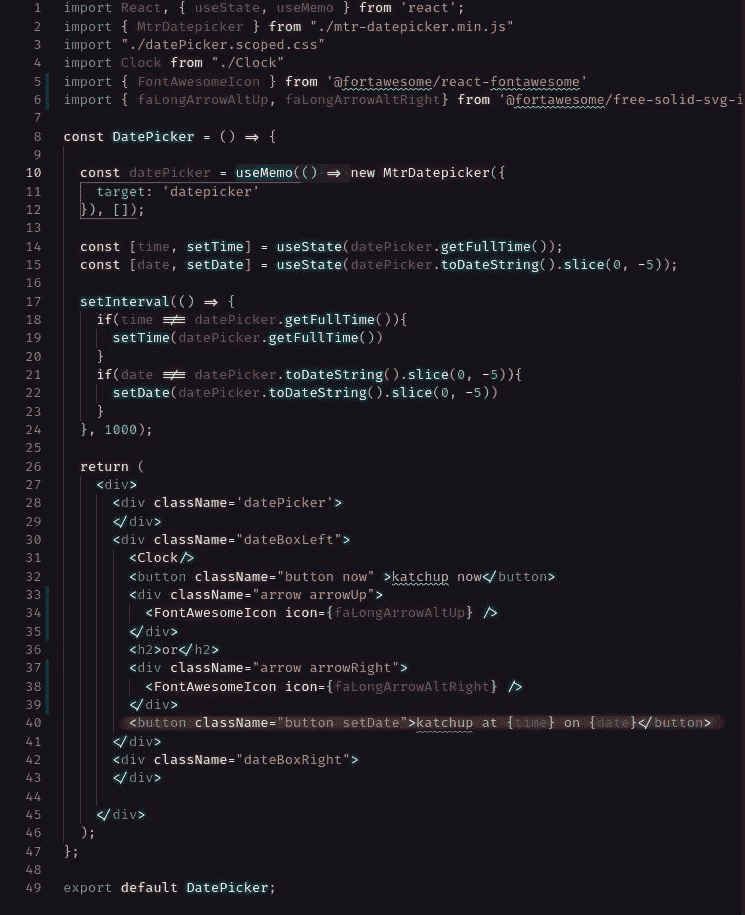 1 import React, { useState, useMemo } from 'react';
2 import { MtrDatepicker } from "./mtr-datepicker.min.js"
3 import "./datePicker.scoped.css"
4 import Clock from "./Clock"
5 import { FontAwesomeIcon } from '@fortawesome/react-fontawesome'
6 import { faLongArrowAltUp, faLongArrowAltRight} from '@fortawesome/free-solid-svg-i
7
8 const DatePicker = () => {
9
10 const datePicker = useMemo(() => new MtrDatepicker({
11 target: 'datepicker'
12 }), []);
13
14 const [time, setTime] = useState(datePicker.getFullTime());
15 const [date, setDate] = useState(datePicker.toDateString().slice(0, -5));
16
17 setInterval(() => {
18 if(time !== datePicker.getFullTime()){
19 setTime(datePicker.getFullTime())
20 }
21 if(date !== datePicker.toDateString().slice(0, -5)){
22 setDate(datePicker.toDateString().slice(0, -5))
23 }
24 }, 1000);
25
26 return (
27 <div>
28 <div className='datePicker'>
29 </div>
30 <div className="dateBoxLeft">
31 <Clock/>
32 <button className="button now" >katchup now</button>
33 <div className="arrow arrowUp">
34 <FontAwesomeIcon icon={faLongArrowAltUp} />
35 </div>
36 <h2>or</h2>
37 <div className="arrow arrowRight">
38 <FontAwesomeIcon icon={faLongArrowAltRight} />
39 </div>
40 <button className="button setDate">katchup at {time} on {date}</button>
41 </div>
42 <div className="dateBoxRight">
43 </div>
44
45 </div>
46 );
47 };
48
49 export default DatePicker;